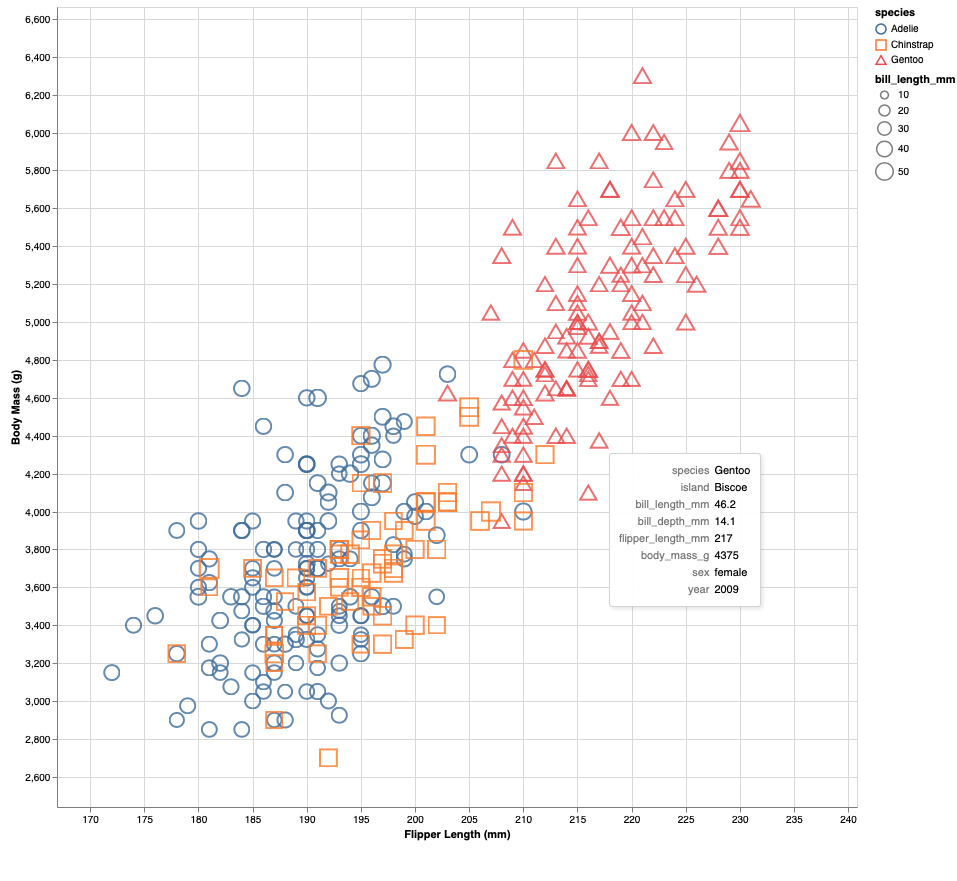 6,600
6,400
6,200
6,000
5,800
5,600
5,400
5,200
5,000
4,800
4,600
4,400
4,200
4,000
3,800
3,600
3,400
3,200
3,000
2,800
2,600
Body Mass (g)
170 175 180 185 190 195 200 205 210 215 220 225 230 235 240
Flipper Length (mm)
species
Adelie
Chinstrap
Gentoo
bill_length_mm
10
20
30
40
50
species Gentoo
island Biscoe
bill_length_mm 46.2
bill_depth_mm 14.1
flipper_length_mm 217
body_mass_g 4375
sex female
year 2009